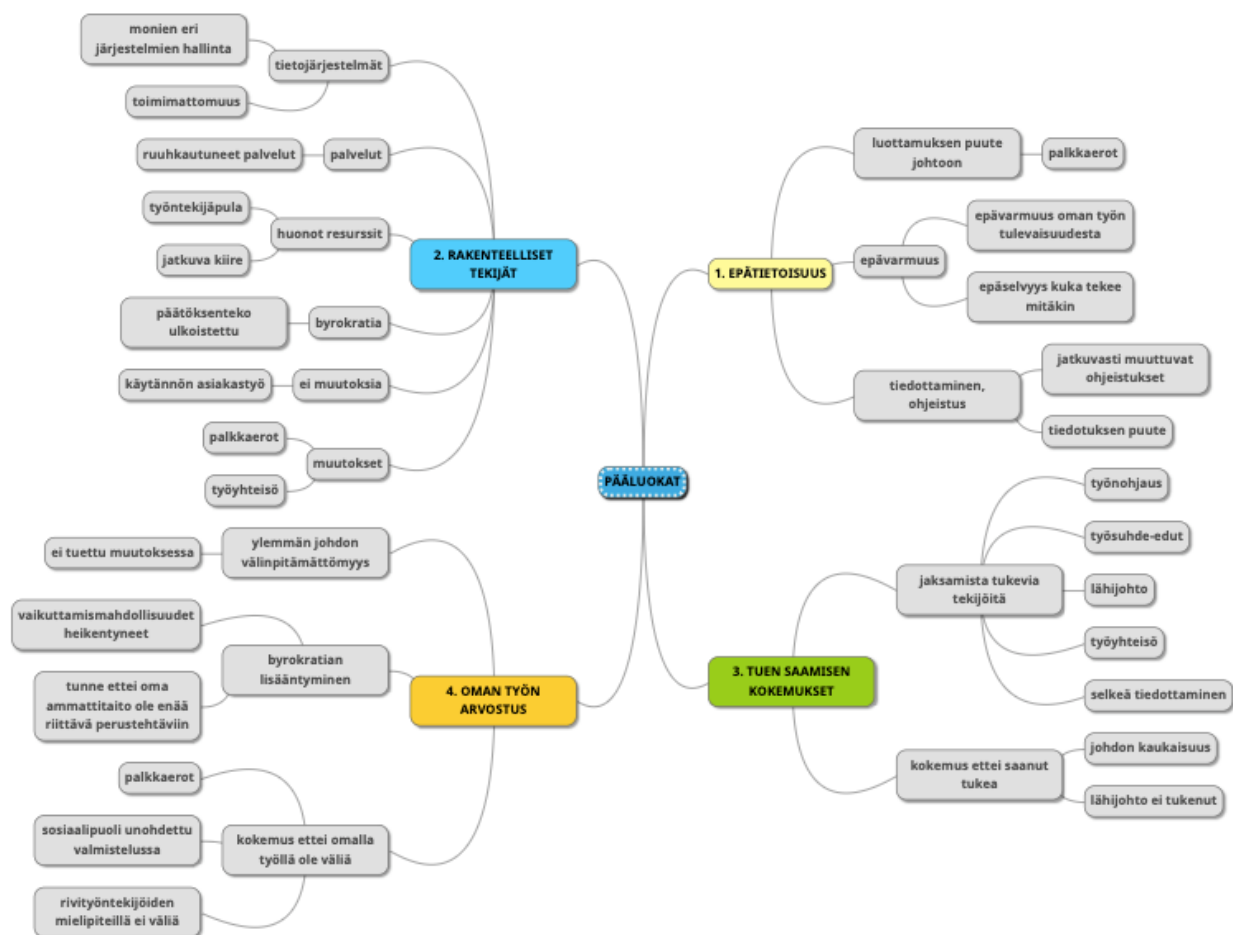 PÄÄLUOKAT
1. EPÄTIETOISUUS
luottamuksen puute
johtoon
palkkaerot
epävarmuus
epävarmuus oman työn
tulevaisuudesta
epäselvyys kuka tekee
mitäkin
tiedottaminen,
ohjeistus
jatkuvasti muuttuvat
ohjeistukset
tiedotuksen puute
2. RAKENTEELLISET
TEKIJÄT
tietojärjestelmät
monien eri
järjestelmien hallinta
toimimattomuus
palvelut
ruuhkautuneet palvelut
huonot resurssit
työntekijäpula
jatkuva kiire
byrokratia
päätöksenteko
ulkoistettu
ei muutoksia
käytännön asiakastyö
muutokset
palkkaerot
työyhteisö
3. TUEN SAAMISEN
KOKEMUKSET
jaksamista tukevia
tekijöitä
työnohjaus
työsuhde-edut
lähijohto
työyhteisö
selkeä tiedottaminen
kokemus ettei saanut
tukea
johdon kaukaisuus
lähijohto ei tukenut
4. OMAN TYÖN
ARVOSTUS
ylemmän johdon
välinpitämättömyys
ei tuettu muutoksessa
byrokratian
lisääntyminen
vaikuttamismahdollisuudet
heikentyneet
tunne ettei oma
ammattitaito ole enää
riittävä perustehtäviin
kokemus ettei omalla
työllä ole väliä
palkkaerot
sosiaalipuoli unohdettu
valmistelussa
rivityöntekijöiden
mielipiteillä ei väliä